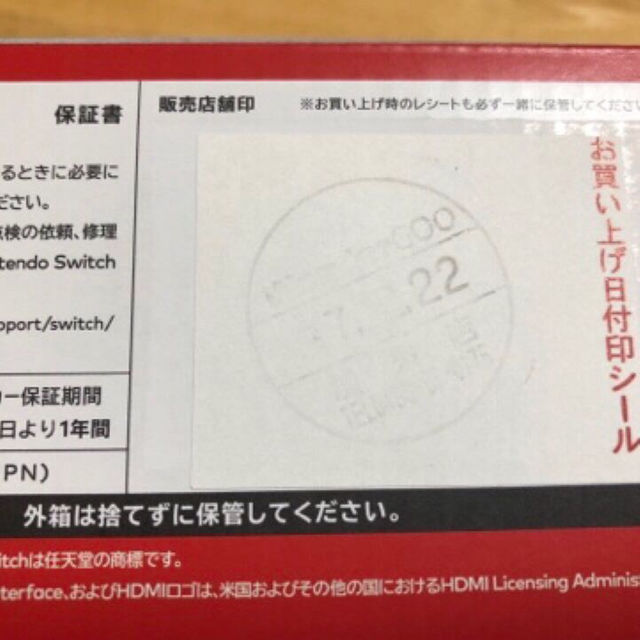 保証書
るときに必要に
ださい。
点検の依頼、修理
tendo Switch
pport/switch/
カー保証期間
日より1年間
PN)
販売店舗印
※お買い上げ時のレシートも必ず一緒に保管してください
お買い上げ日付印シール
22
外箱は捨てずに保管してください。
itchは任天堂の商標です。
terface、およびHDMIロゴは、米国およびその他の国におけるHDMI Licensing Adminis